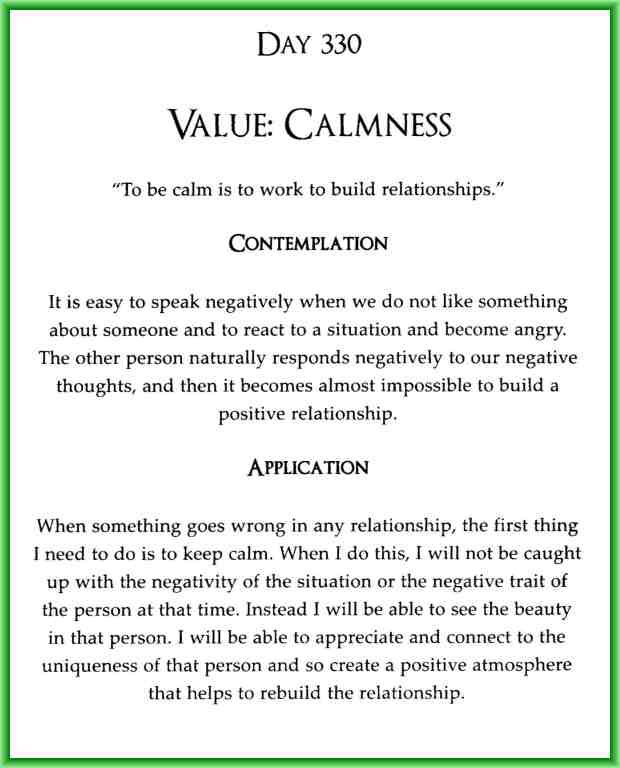 Day 330
Value: Calmness
“To be calm is to work to build relationships.”
Contemplation
It is easy to speak negatively when we do not like something
about someone and to react to a situation and become angry.
The other person naturally responds negatively to our negative
thoughts, and then it becomes almost impossible to build a
positive relationship.
Application
When something goes wrong in any relationship, the first thing
I need to do is to keep calm. When I do this, I will not be caught
up with the negativity of the situation or the negative trait of
the person at that time. Instead I will be able to see the beauty
in that person. I will be able to appreciate and connect to the
uniqueness of that person and so create a positive atmosphere
that helps to rebuild the relationship.